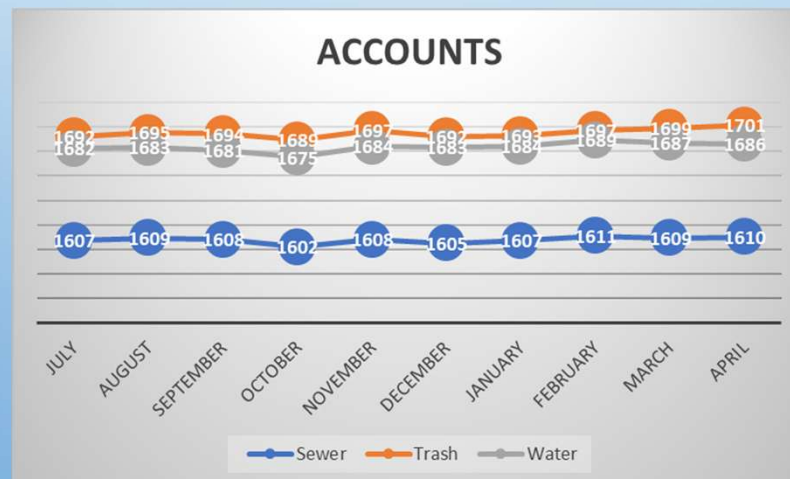 ACCOUNTS
1692 1695 1694 1689 1697 1692 1693 1697 1699 1701
1682 1683 1681 1675 1684 1683 1684 1689 1687 1686
1607 1609 1608 1602 1608 1605 1607 1611 1609 1610
JULY AUGUST SEPTEMBER OCTOBER NOVEMBER DECEMBER JANUARY FEBRUARY MARCH APRIL
Sewer Trash Water